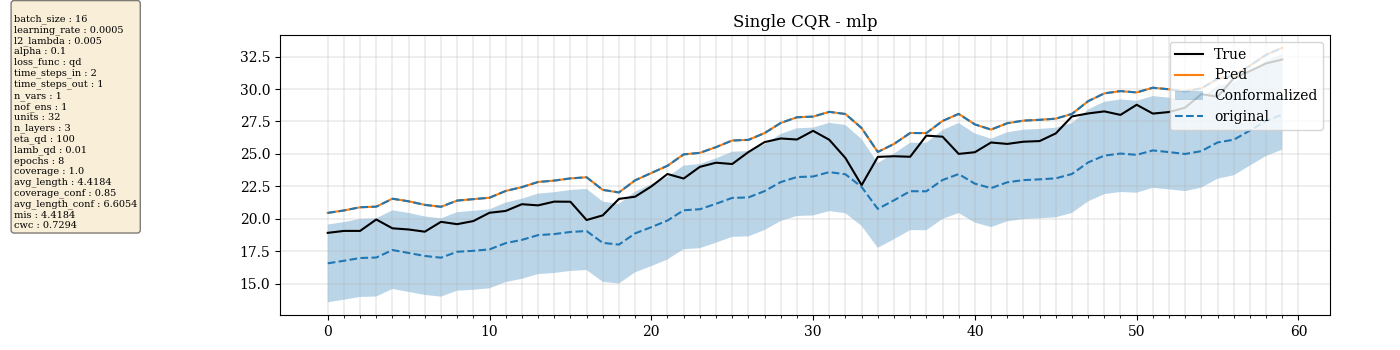 batch_size : 16
learning_rate : 0.0005
l2_lambda : 0.005
alpha : 0.1
loss_func : qd
time_steps_in : 2
time_steps_out : 1
n_vars : 1
nof_ens : 1
units : 32
n_layers : 3
eta_qd : 100
lamb_qd : 0.01
epochs : 8
coverage : 1.0
avg_length : 4.4184
coverage_conf : 0.85
avg_length_conf : 6.6054
mis : 4.4184
cwc : 0.7294
Single CQR - mlp
32.5
30.0
27.5
25.0
22.5
20.0
17.5
15.0
True
Pred
Conformalized
original
0 10 20 30 40 50 60